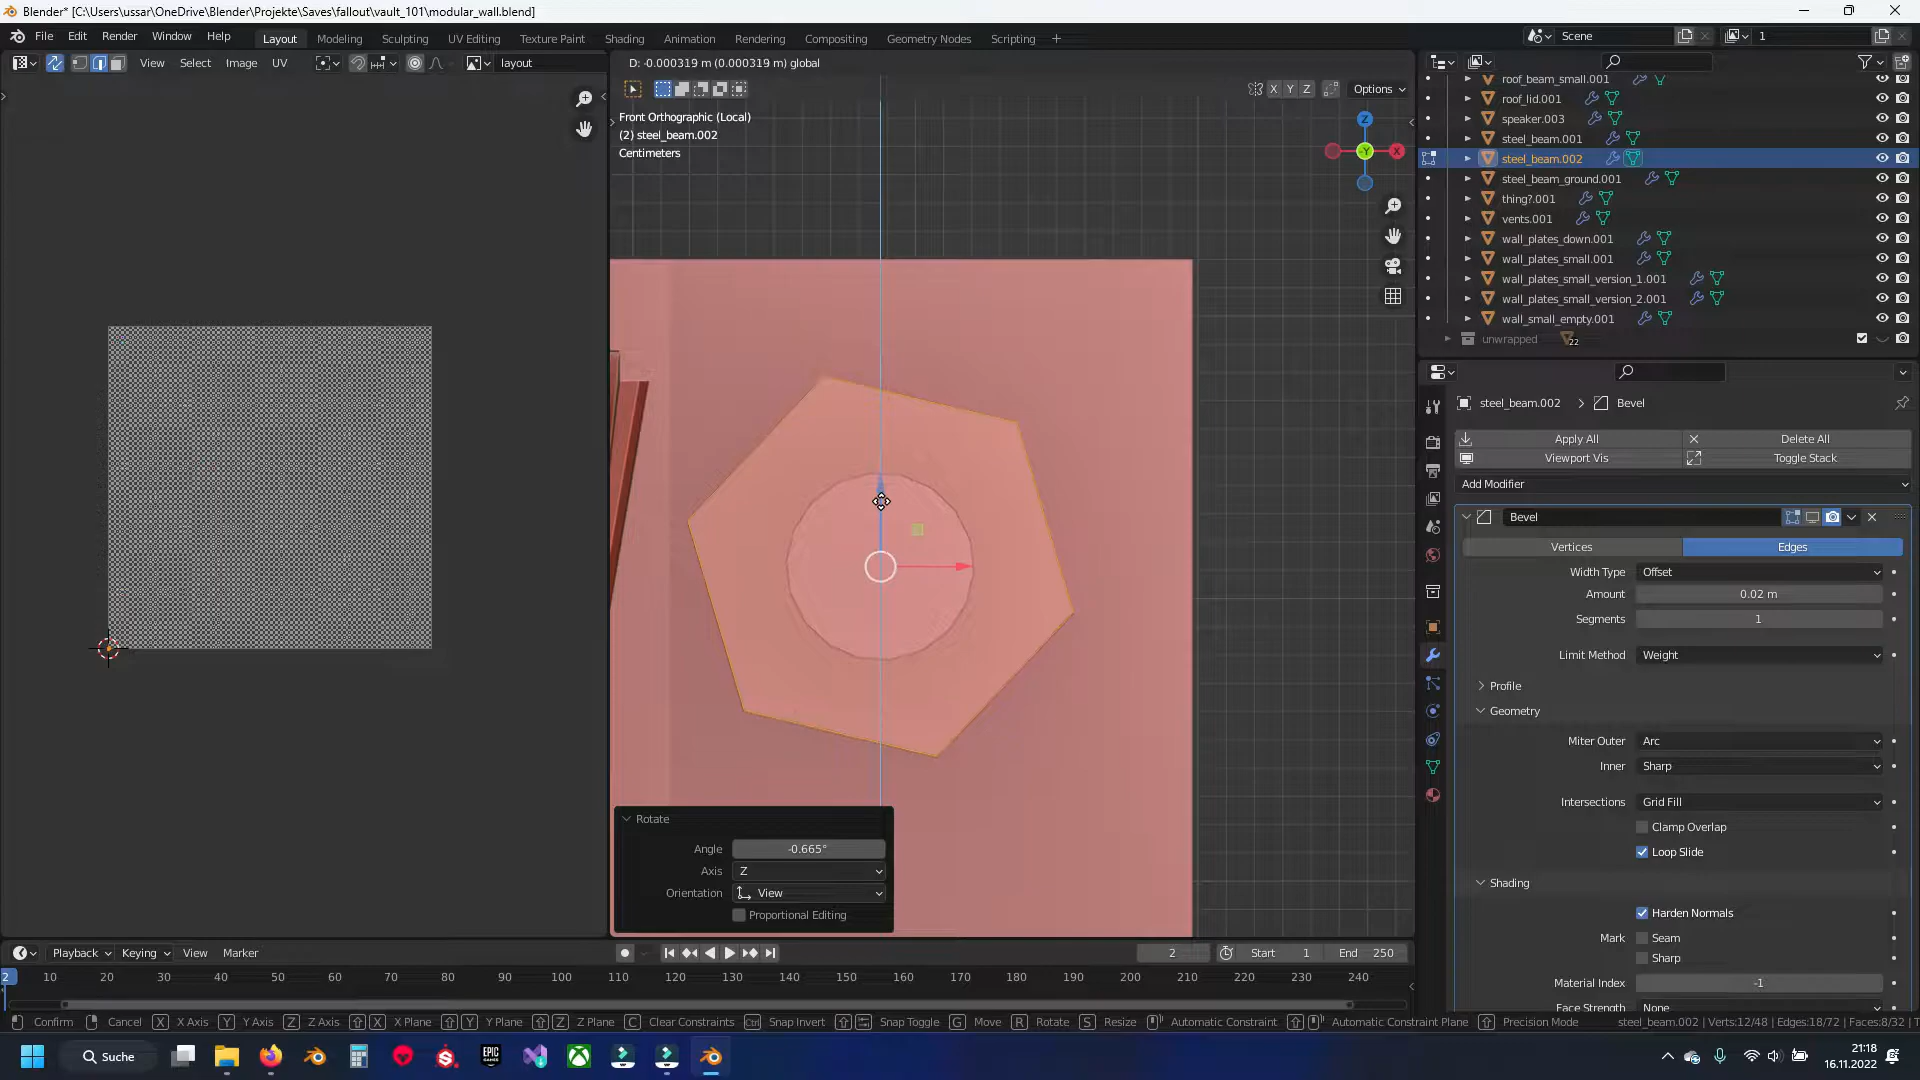 Blender* [C:\Users\ussar\OneDrive\Blender\Projekte\Saves\fallout\vault_101\modular_wall.blend]
File Edit Render Window Help Layout Modeling Sculpting UV Editing Texture Paint Shading Animation Rendering Compositing Geometry Nodes Scripting + Scene 1
View Select Image UV layout D: -0.000319 m (0.000319 m) global
X Y Z Options
Front Orthographic (Local)
(2) steel_beam.002
Centimeters
Z
-Y X
roof_beam_small.001
roof_lid.001
speaker.003
steel_beam.001
steel_beam.002
steel_beam_ground.001
thing?.001
vents.001
wall_plates_down.001
wall_plates_small.001
wall_plates_small_version_1.001
wall_plates_small_version_2.001
wall_small_empty.001
unwrapped 22
steel_beam.002 > Bevel
Apply All Delete All
Viewport Vis Toggle Stack
Add Modifier
Bevel
Vertices Edges
Width Type Offset
Amount 0.02 m
Segments 1
Limit Method Weight
Profile
Geometry
Miter Outer Arc
Inner Sharp
Intersections Grid Fill
Clamp Overlap
Loop Slide
Shading
Harden Normals
Mark Seam
Sharp
Material Index -1
Face Strength None
Rotate
Angle -0.665°
Axis Z
Orientation View
Proportional Editing
Playback Keying View Marker 2 Start 1 End 250
2 10 20 30 40 50 60 70 80 90 100 110 120 130 140 150 160 170 180 190 200 210 220 230 240
Confirm Cancel X X Axis Y Y Axis Z Z Axis X X Plane Y Y Plane Z Z Plane C Clear Constraints Ctrl Snap Invert Snap Toggle G Move R Rotate S Resize Automatic Constraint Automatic Constraint Plane Precision Mode steel_beam.002 | Verts:12/48 | Edges:18/72 | Faces:8/32 | T
Suche EPIC GAMES 21:18
16.11.2022